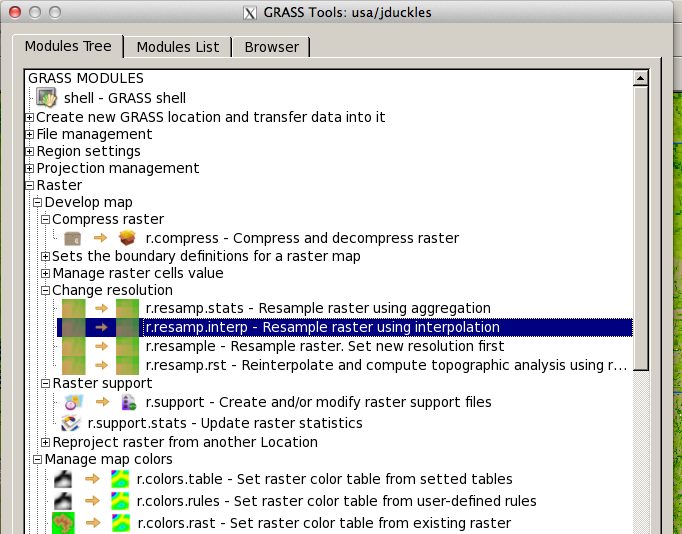 GRASS Tools: usa/jduckles
Modules Tree Modules List Browser
GRASS MODULES
shell - GRASS shell
Create new GRASS location and transfer data into it
File management
Region settings
Projection management
Raster
Develop map
Compress raster
r.compress - Compress and decompress raster
Sets the boundary definitions for a raster map
Manage raster cells value
Change resolution
r.resamp.stats - Resample raster using aggregation
r.resamp.interp - Resample raster using interpolation
r.resample - Resample raster. Set new resolution first
r.resamp.rst - Reinterpolate and compute topographic analysis using r...
Raster support
r.support - Create and/or modify raster support files
r.support.stats - Update raster statistics
Reproject raster from another Location
Manage map colors
r.colors.table - Set raster color table from setted tables
r.colors.rules - Set raster color table from user-defined rules
r.colors.rast - Set raster color table from existing raster